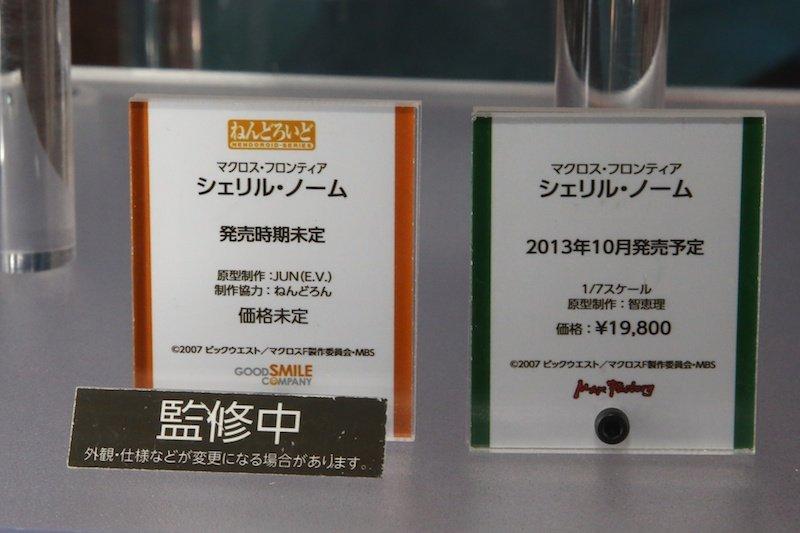 ねんどろいど
NENDOROID-SERIES
マクロス・フロンティア
シェリル・ノーム
発売時期未定
原型制作：JUN(E.V.)
制作協力：ねんどろん
価格未定
©2007 ビックウエスト／マクロスF製作委員会・MBS
GOOD SMILE
COMPANY
監修中
外観・仕様などが変更になる場合があります。
マクロス・フロンティア
シェリル・ノーム
2013年10月発売予定
1/7スケール
原型制作：智恵理
価格：¥19,800
©2007 ビックウエスト／マクロスF製作委員会・MBS
Max Factory